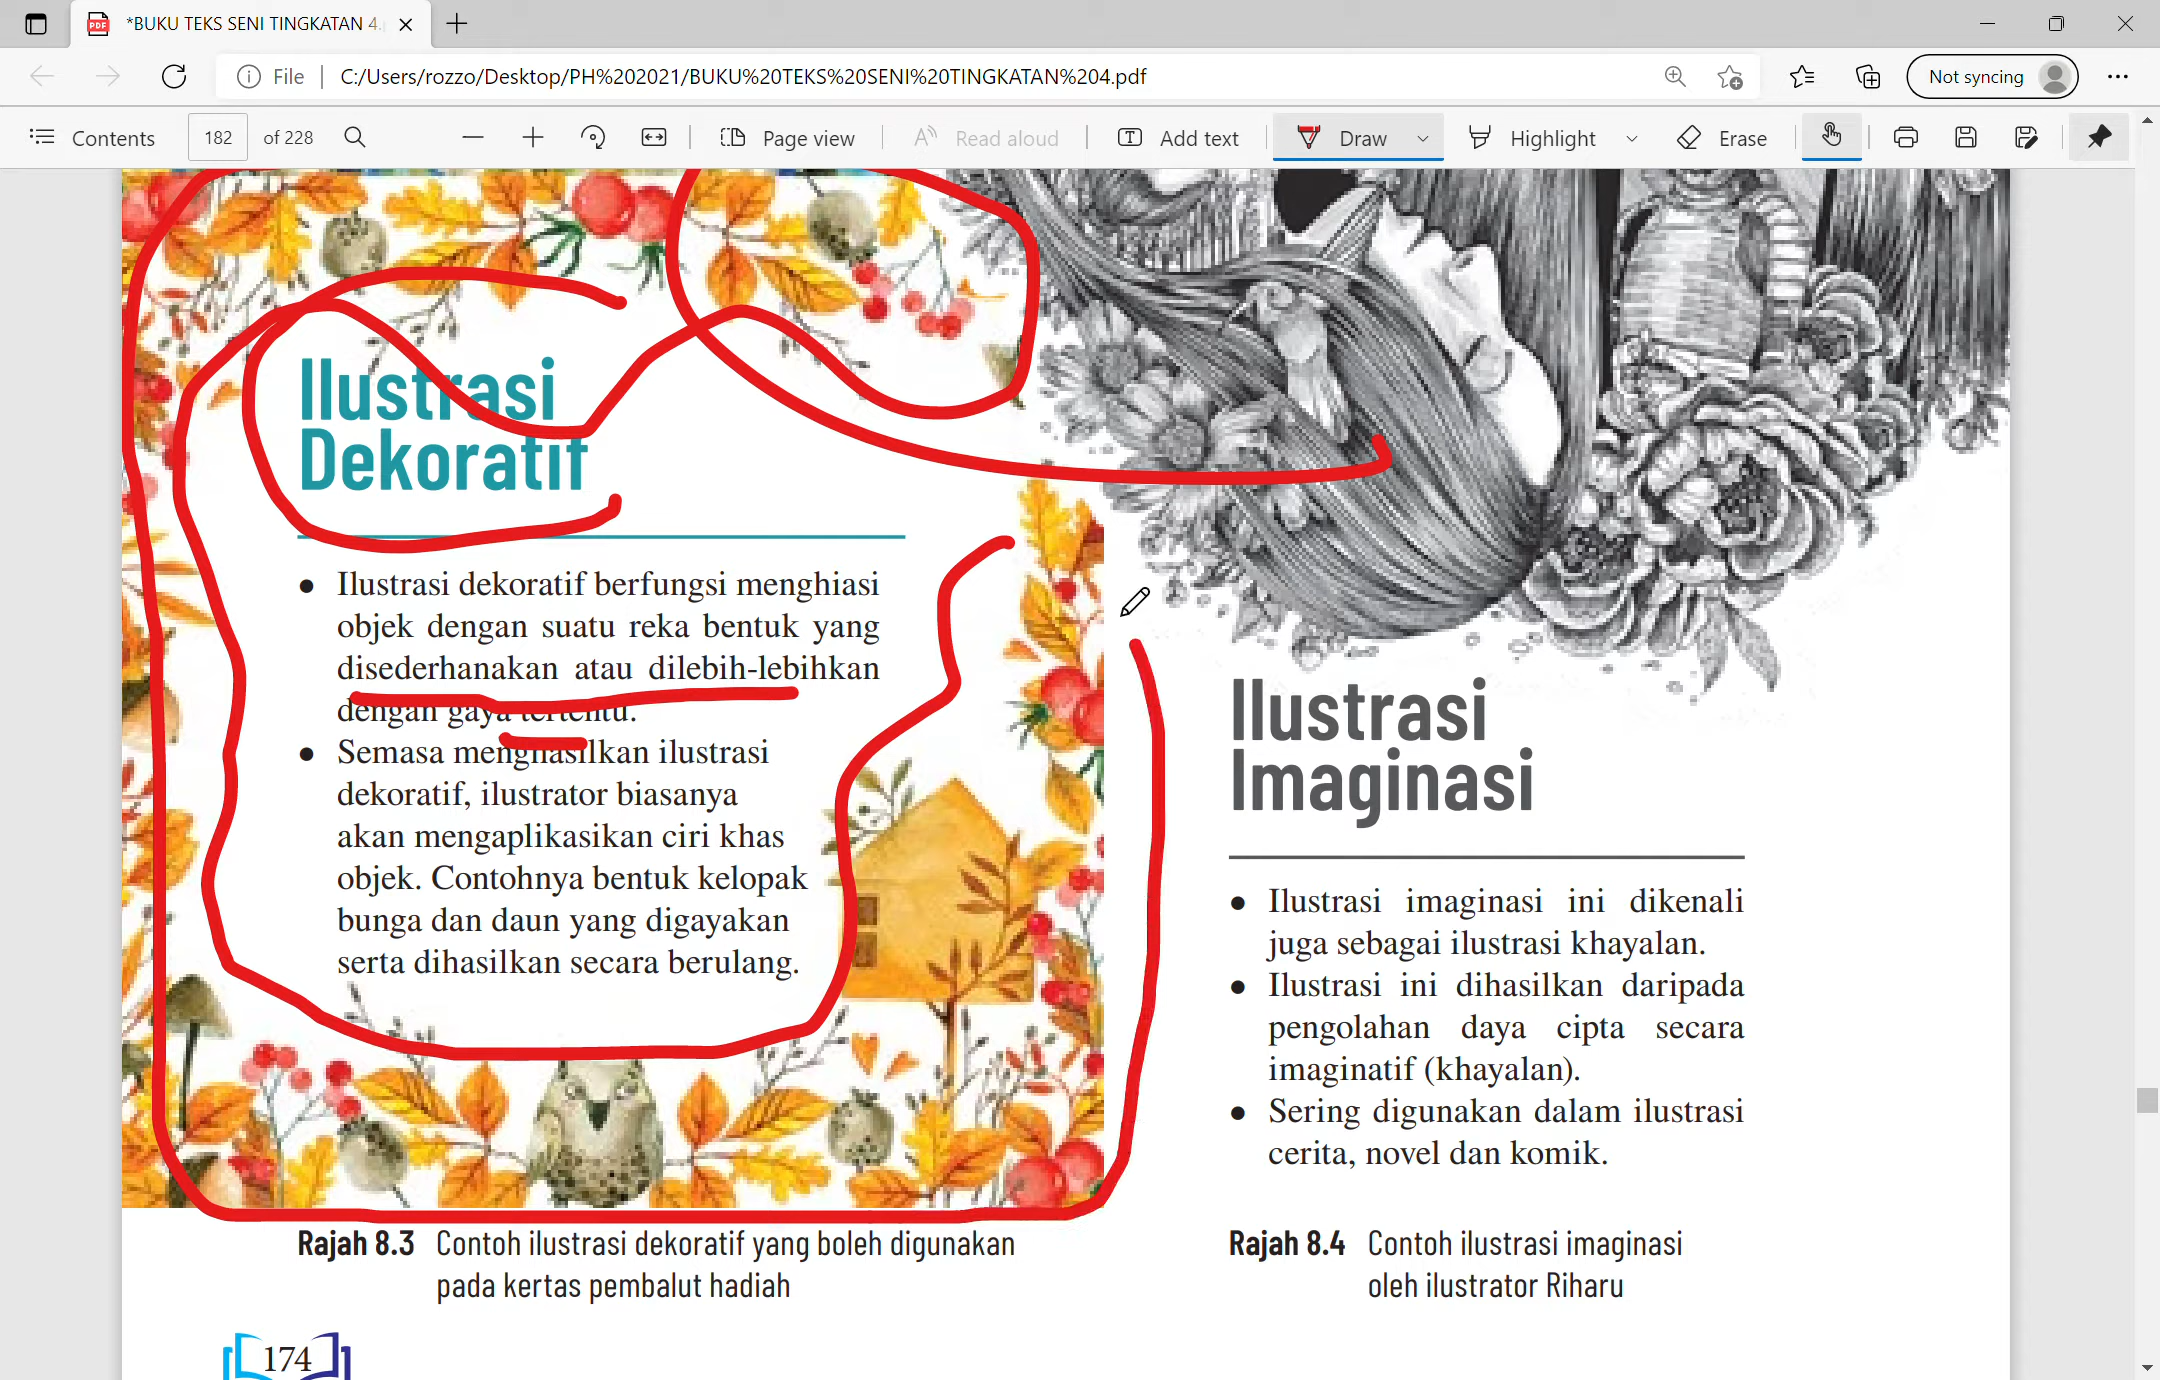 *BUKU TEKS SENI TINGKATAN 4.
File
C:/Users/rozzo/Desktop/PH%202021/BUKU%20TEKS%20SENI%20TINGKATAN%204.pdf
Not syncing
Contents
182
of 228
Page view
Read aloud
Add text
Draw
Highlight
Erase
Ilustrasi
Dekoratif
• Ilustrasi dekoratif berfungsi menghiasi
objek dengan suatu reka bentuk yang
disederhanakan atau dilebih-lebihkan
dengan gaya tertentu.
• Semasa menghasilkan ilustrasi
dekoratif, ilustrator biasanya
akan mengaplikasikan ciri khas
objek. Contohnya bentuk kelopak
bunga dan daun yang digayakan
serta dihasilkan secara berulang.
Rajah 8.3 Contoh ilustrasi dekoratif yang boleh digunakan
pada kertas pembalut hadiah
174
Ilustrasi
Imaginasi
• Ilustrasi imaginasi ini dikenali
juga sebagai ilustrasi khayalan.
• Ilustrasi ini dihasilkan daripada
pengolahan daya cipta secara
imaginatif (khayalan).
• Sering digunakan dalam ilustrasi
cerita, novel dan komik.
Rajah 8.4 Contoh ilustrasi imaginasi
oleh ilustrator Riharu